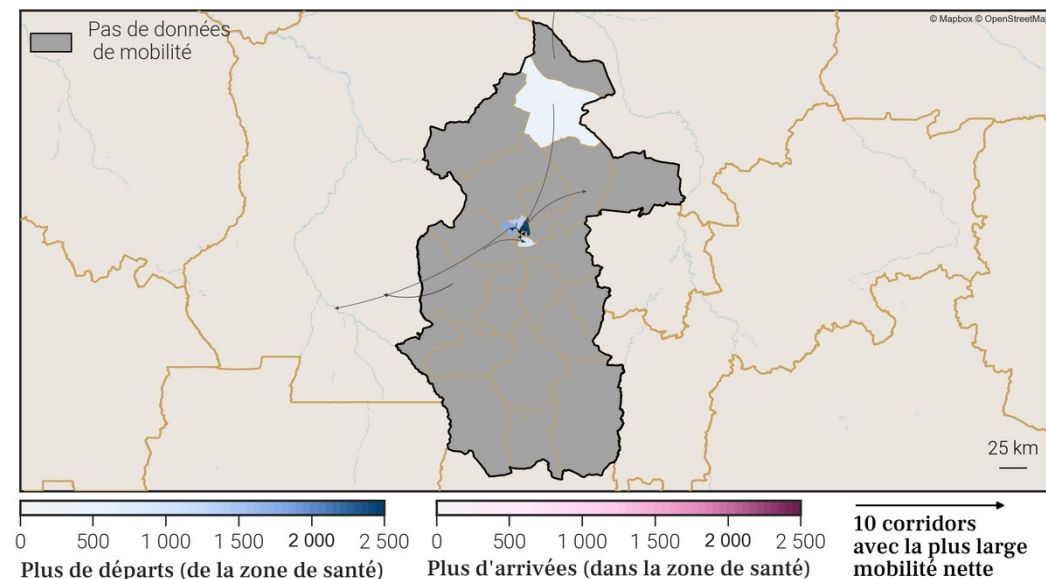 © Mapbox © OpenStreetMap
Pas de données
de mobilité
25 km
0 500 1 000 1 500 2 000 2 500
Plus de départs (de la zone de santé)
0 500 1 000 1 500 2 000 2 500
Plus d'arrivées (dans la zone de santé)
10 corridors
avec la plus large
mobilité nette